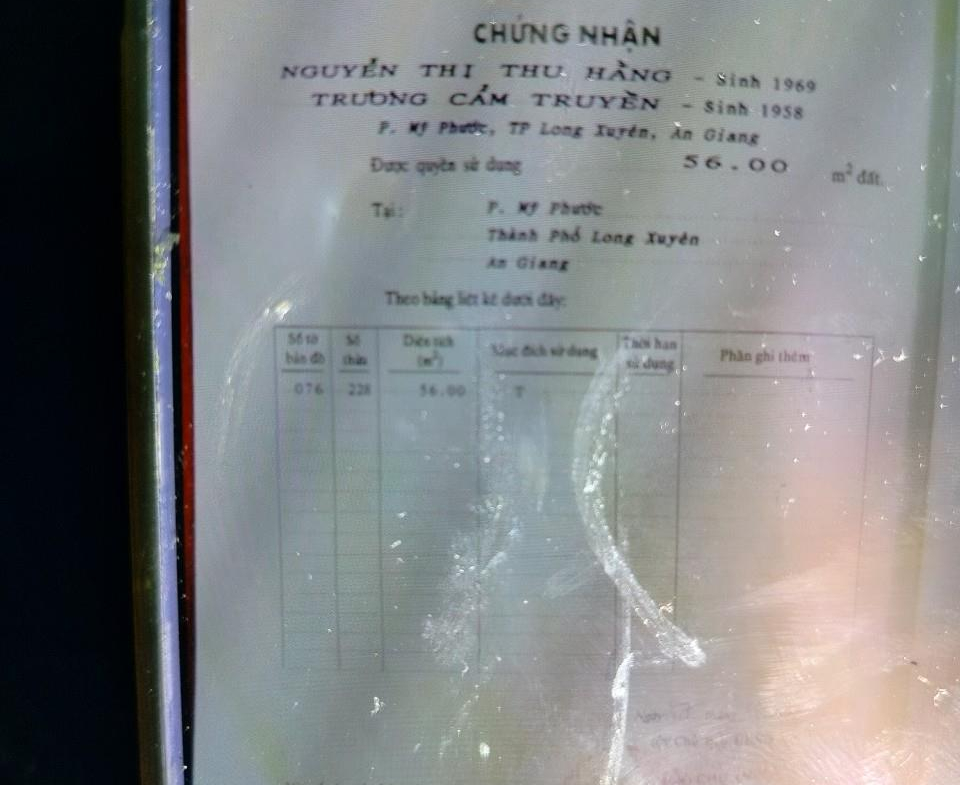 CHỨNG NHẬN
NGUYỄN THỊ THU HẰNG - Sinh 1969
TRƯƠNG CẨM TRUYỀN - Sinh 1958
P. Mỹ Phước, TP Long Xuyên, An Giang
Được quyền sử dụng 56.00 m² đất.
Tại: P. Mỹ Phước
Thành Phố Long Xuyên
An Giang
Theo bảng liệt kê dưới đây:
Số tờ bản đồ Số thửa Diện tích (m²) Mục đích sử dụng Thời hạn sử dụng Phần ghi thêm
076 228 56.00 T